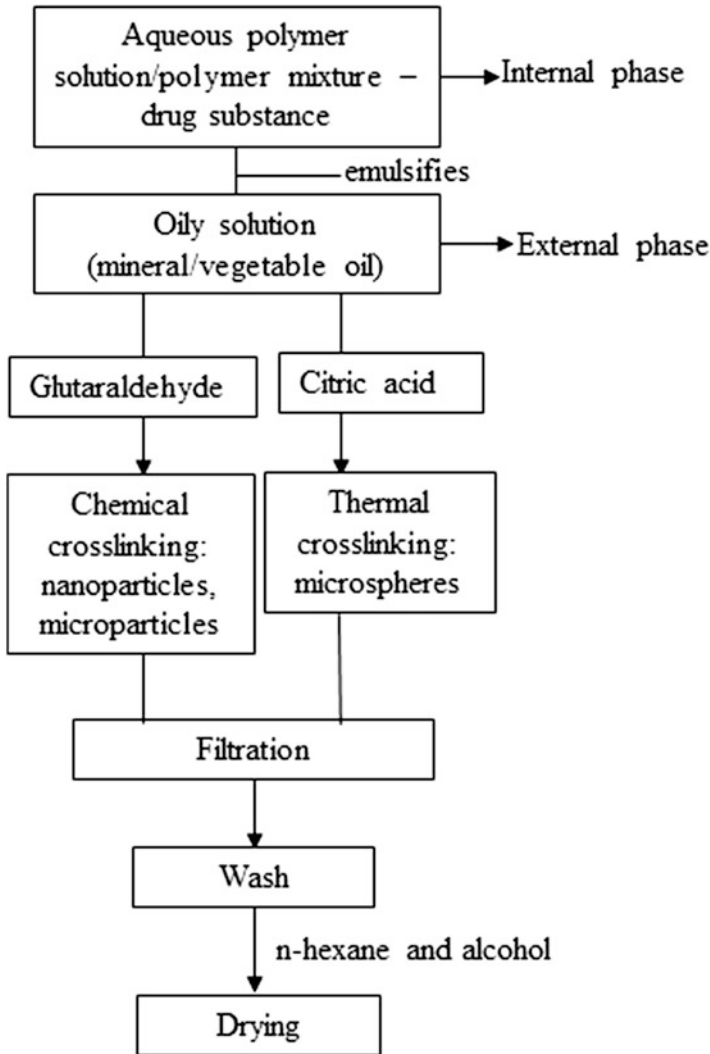 Aqueous polymer
solution/polymer mixture –
drug substance
Internal phase
emulsifies
Oily solution
(mineral/vegetable oil)
External phase
Glutaraldehyde
Citric acid
Chemical
crosslinking:
nanoparticles,
microparticles
Thermal
crosslinking:
microspheres
Filtration
Wash
n-hexane and alcohol
Drying